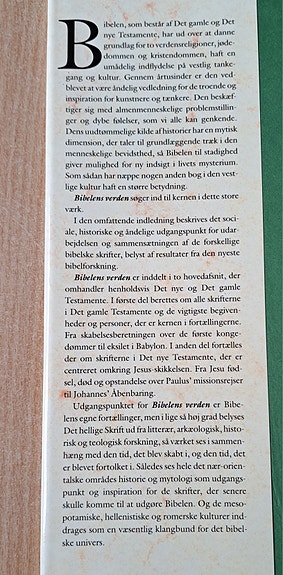 Bibelen, som består af Det gamle og Det
nye Testamente, har ud over at danne
grundlag for to verdensreligioner, jøde-
dommen og kristendommen, haft en
umådelig indflydelse på vestlig tanke-
gang og kultur. Gennem årtusinder er den ved-
blevet at være åndelig vejledning for de troende og
inspiration for kunstnere og tænkere. Den beskæf-
tiger sig med almenmenneskelige problemstillin-
ger og dybe følelser, som vi alle kan genkende.
Dens uudtømmelige kilde af historier har en mytisk
dimension, der taler til grundlæggende træk i den
menneskelige bevidsthed, så Bibelen til stadighed
giver mulighed for ny indsigt i livets mysterium.
Som sådan har næppe nogen anden bog i den vest-
lige kultur haft en større betydning.
Bibelens verden søger ind til kernen i dette store
værk.
I den omfattende indledning beskrives det soci-
ale, historiske og åndelige udgangspunkt for udar-
bejdelsen og sammensætningen af de forskellige
bibelske skrifter, belyst af resultater fra den nyeste
bibelforskning.
Bibelens verden er inddelt i to hovedafsnit, der
omhandler henholdsvis Det nye og Det gamle
Testamente. I første del berettes om alle skrifterne
i Det gamle Testamente og de vigtigste begiven-
heder og personer, der er kernen i fortællingerne.
Fra skabelsesberetningen over de første konge-
dømmer til eksilet i Babylon. I anden del fortælles
der om skrifterne i Det nye Testamente, der er
centreret omkring Jesus-skikkelsen. Fra Jesu fød-
sel, død og opstandelse over Paulus' missionsrejser
til Johannes' Åbenbaring.
Udgangspunktet for Bibelens verden er Bibe-
lens egne fortællinger, men i lige så høj grad belyses
Det hellige Skrift ud fra litterær, arkæologisk, histo-
risk og teologisk forskning, så værket ses i sammen-
hæng med den tid, det blev skabt i, og den tid, det
er blevet fortolket i. Således ses hele det nær-orien-
talske områdes historie og mytologi som udgangs-
punkt og inspiration for de skrifter, der senere
skulle komme til at udgøre Bibelen. Og de meso-
potamiske, hellenistiske og romerske kulturer ind-
drages som en væsentlig klangbund for det bibel-
ske univers.